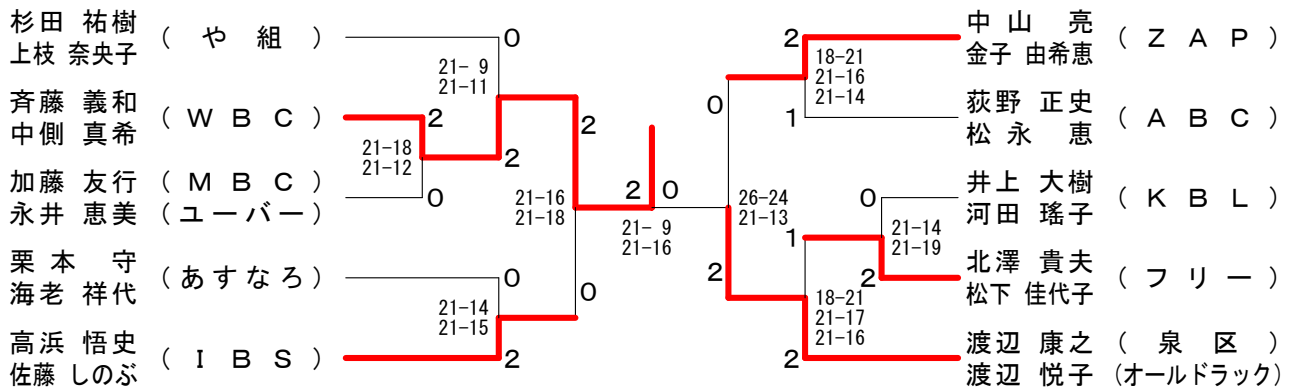 杉田 祐樹
上枝 奈央子
( や 組 )
0
21- 9
21-11
斉藤 義和
中側 真希
( W B C )
2
21-18
21-12
2
加藤 友行 ( M B C )
永井 恵美 (ユーバー)
0
2
21-16
21-18
栗 本 守
海老 祥代
(あすなろ)
0
21-14
21-15
0
高浜 悟史
佐藤 しのぶ
( I B S )
2
2 0
21- 9
21-16
中 山 亮
金子 由希恵
( Z A P )
2
18-21
21-16
21-14
0
荻野 正史
松 永 恵
( A B C )
1
26-24
21-13
井上 大樹
河田 瑤子
( K B L )
0
21-14
21-19
1
2
北澤 貴夫
松下 佳代子
( フ リ ー )
2
18-21
21-17
21-16
渡辺 康之 ( 泉 区 )
渡辺 悦子 (オールドラック)
2